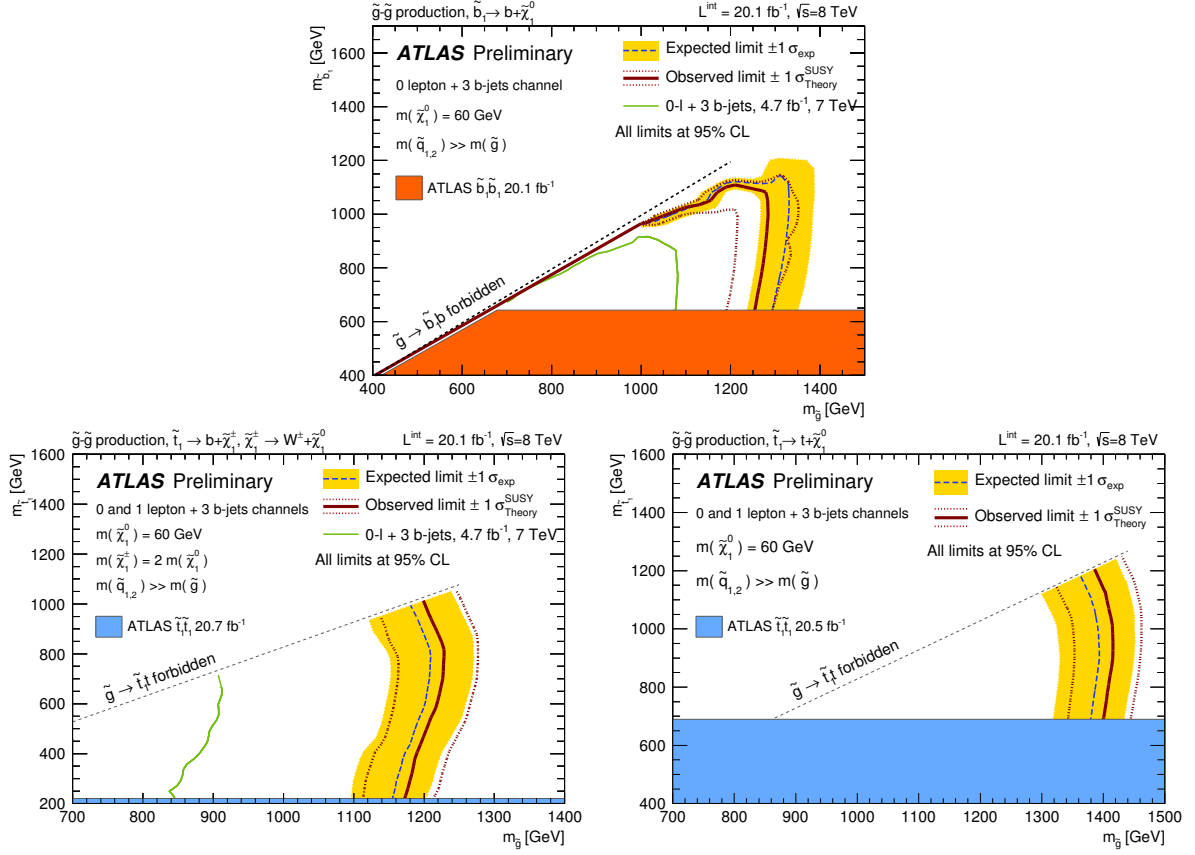 g̃-g̃ production, b̃₁→ b+χ̃₁⁰ Lⁱⁿᵗ = 20.1 fb⁻¹, √s=8 TeV
m_b̃₁ [GeV]
1600
1400
1200
1000
800
600
400
ATLAS Preliminary
0 lepton + 3 b-jets channel
m( χ̃₁⁰ ) = 60 GeV
m( q̃₁,₂ ) >> m( g̃ )
ATLAS b̃₁b̃₁ 20.1 fb⁻¹
Expected limit ±1 σ_exp
Observed limit ± 1 σ^SUSY_Theory
0-l + 3 b-jets, 4.7 fb⁻¹, 7 TeV
All limits at 95% CL
g̃ → b̃₁b forbidden
400 600 800 1000 1200 1400
m_g̃ [GeV]
g̃-g̃ production, t̃₁ → b+χ̃₁^±, χ̃₁^± → W^±+χ̃₁⁰ Lⁱⁿᵗ = 20.1 fb⁻¹, √s=8 TeV
m_t̃₁ [GeV]
1600
1400
1200
1000
800
600
400
200
ATLAS Preliminary
0 and 1 lepton + 3 b-jets channels
m( χ̃₁⁰ ) = 60 GeV
m( χ̃₁^± ) = 2 m( χ̃₁⁰ )
m( q̃₁,₂ ) >> m( g̃ )
ATLAS t̃₁t̃₁ 20.7 fb⁻¹
Expected limit ±1 σ_exp
Observed limit ± 1 σ^SUSY_Theory
0-l + 3 b-jets, 4.7 fb⁻¹, 7 TeV
All limits at 95% CL
g̃ → t̃₁t forbidden
700 800 900 1000 1100 1200 1300 1400
m_g̃ [GeV]
g̃-g̃ production, t̃₁→ t+χ̃₁⁰ Lⁱⁿᵗ = 20.1 fb⁻¹, √s=8 TeV
m_t̃₁ [GeV]
1600
1500
1400
1300
1200
1100
1000
900
800
700
600
500
400
ATLAS Preliminary
0 and 1 lepton + 3 b-jets channels
m( χ̃₁⁰ ) = 60 GeV
m( q̃₁,₂ ) >> m( g̃ )
ATLAS t̃₁t̃₁ 20.5 fb⁻¹
Expected limit ±1 σ_exp
Observed limit ± 1 σ^SUSY_Theory
All limits at 95% CL
g̃ → t̃₁t forbidden
700 800 900 1000 1100 1200 1300 1400 1500
m_g̃ [GeV]